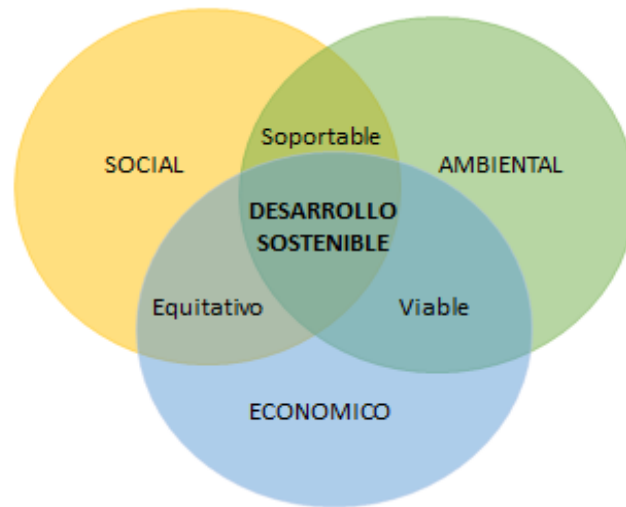 Soportable
SOCIAL
AMBIENTAL
DESARROLLO
SOSTENIBLE
Equitativo
Viable
ECONOMICO